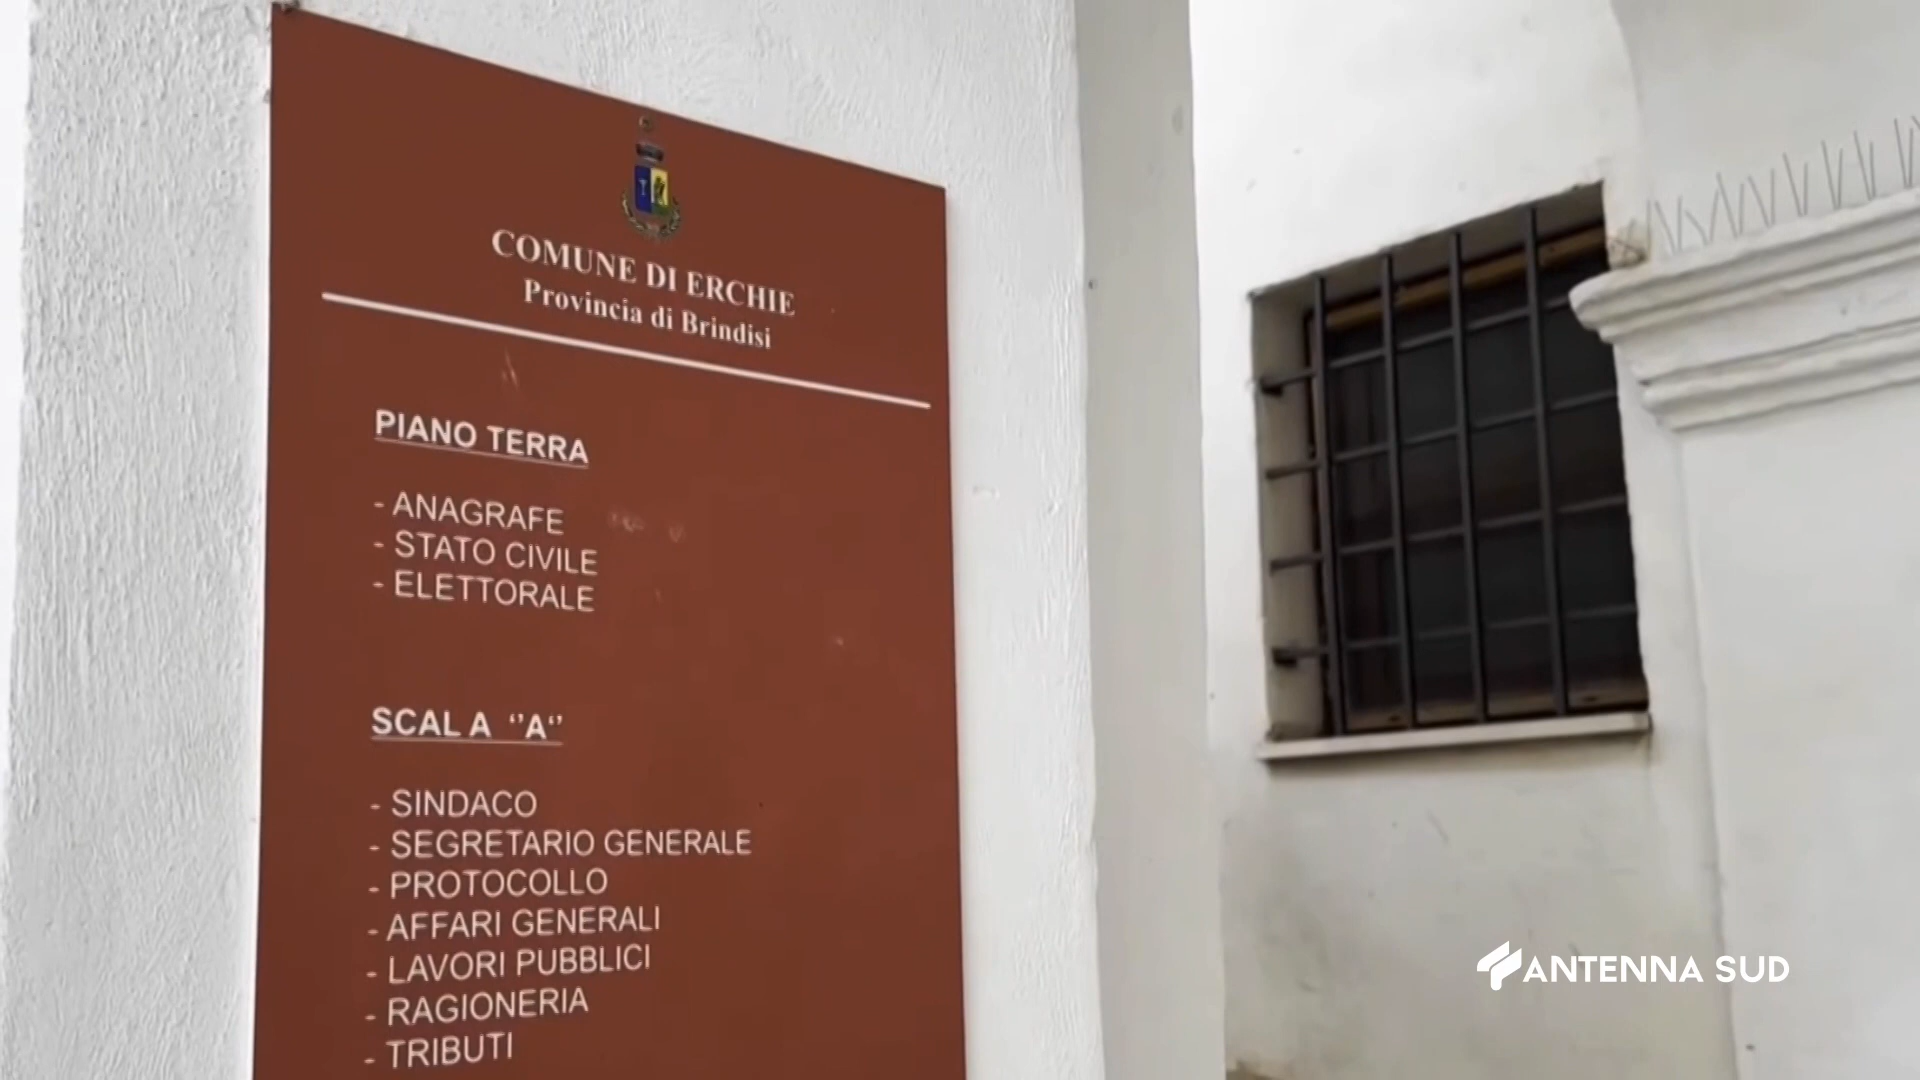 COMUNE DI ERCHIE
Provincia di Brindisi
PIANO TERRA
- ANAGRAFE
- STATO CIVILE
- ELETTORALE
SCALA ‘’A‘’
- SINDACO
- SEGRETARIO GENERALE
- PROTOCOLLO
- AFFARI GENERALI
- LAVORI PUBBLICI
- RAGIONERIA
- TRIBUTI
ANTENNA SUD